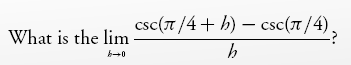 What is the lim h→0 csc(π/4 + h) − csc(π/4) / h ?